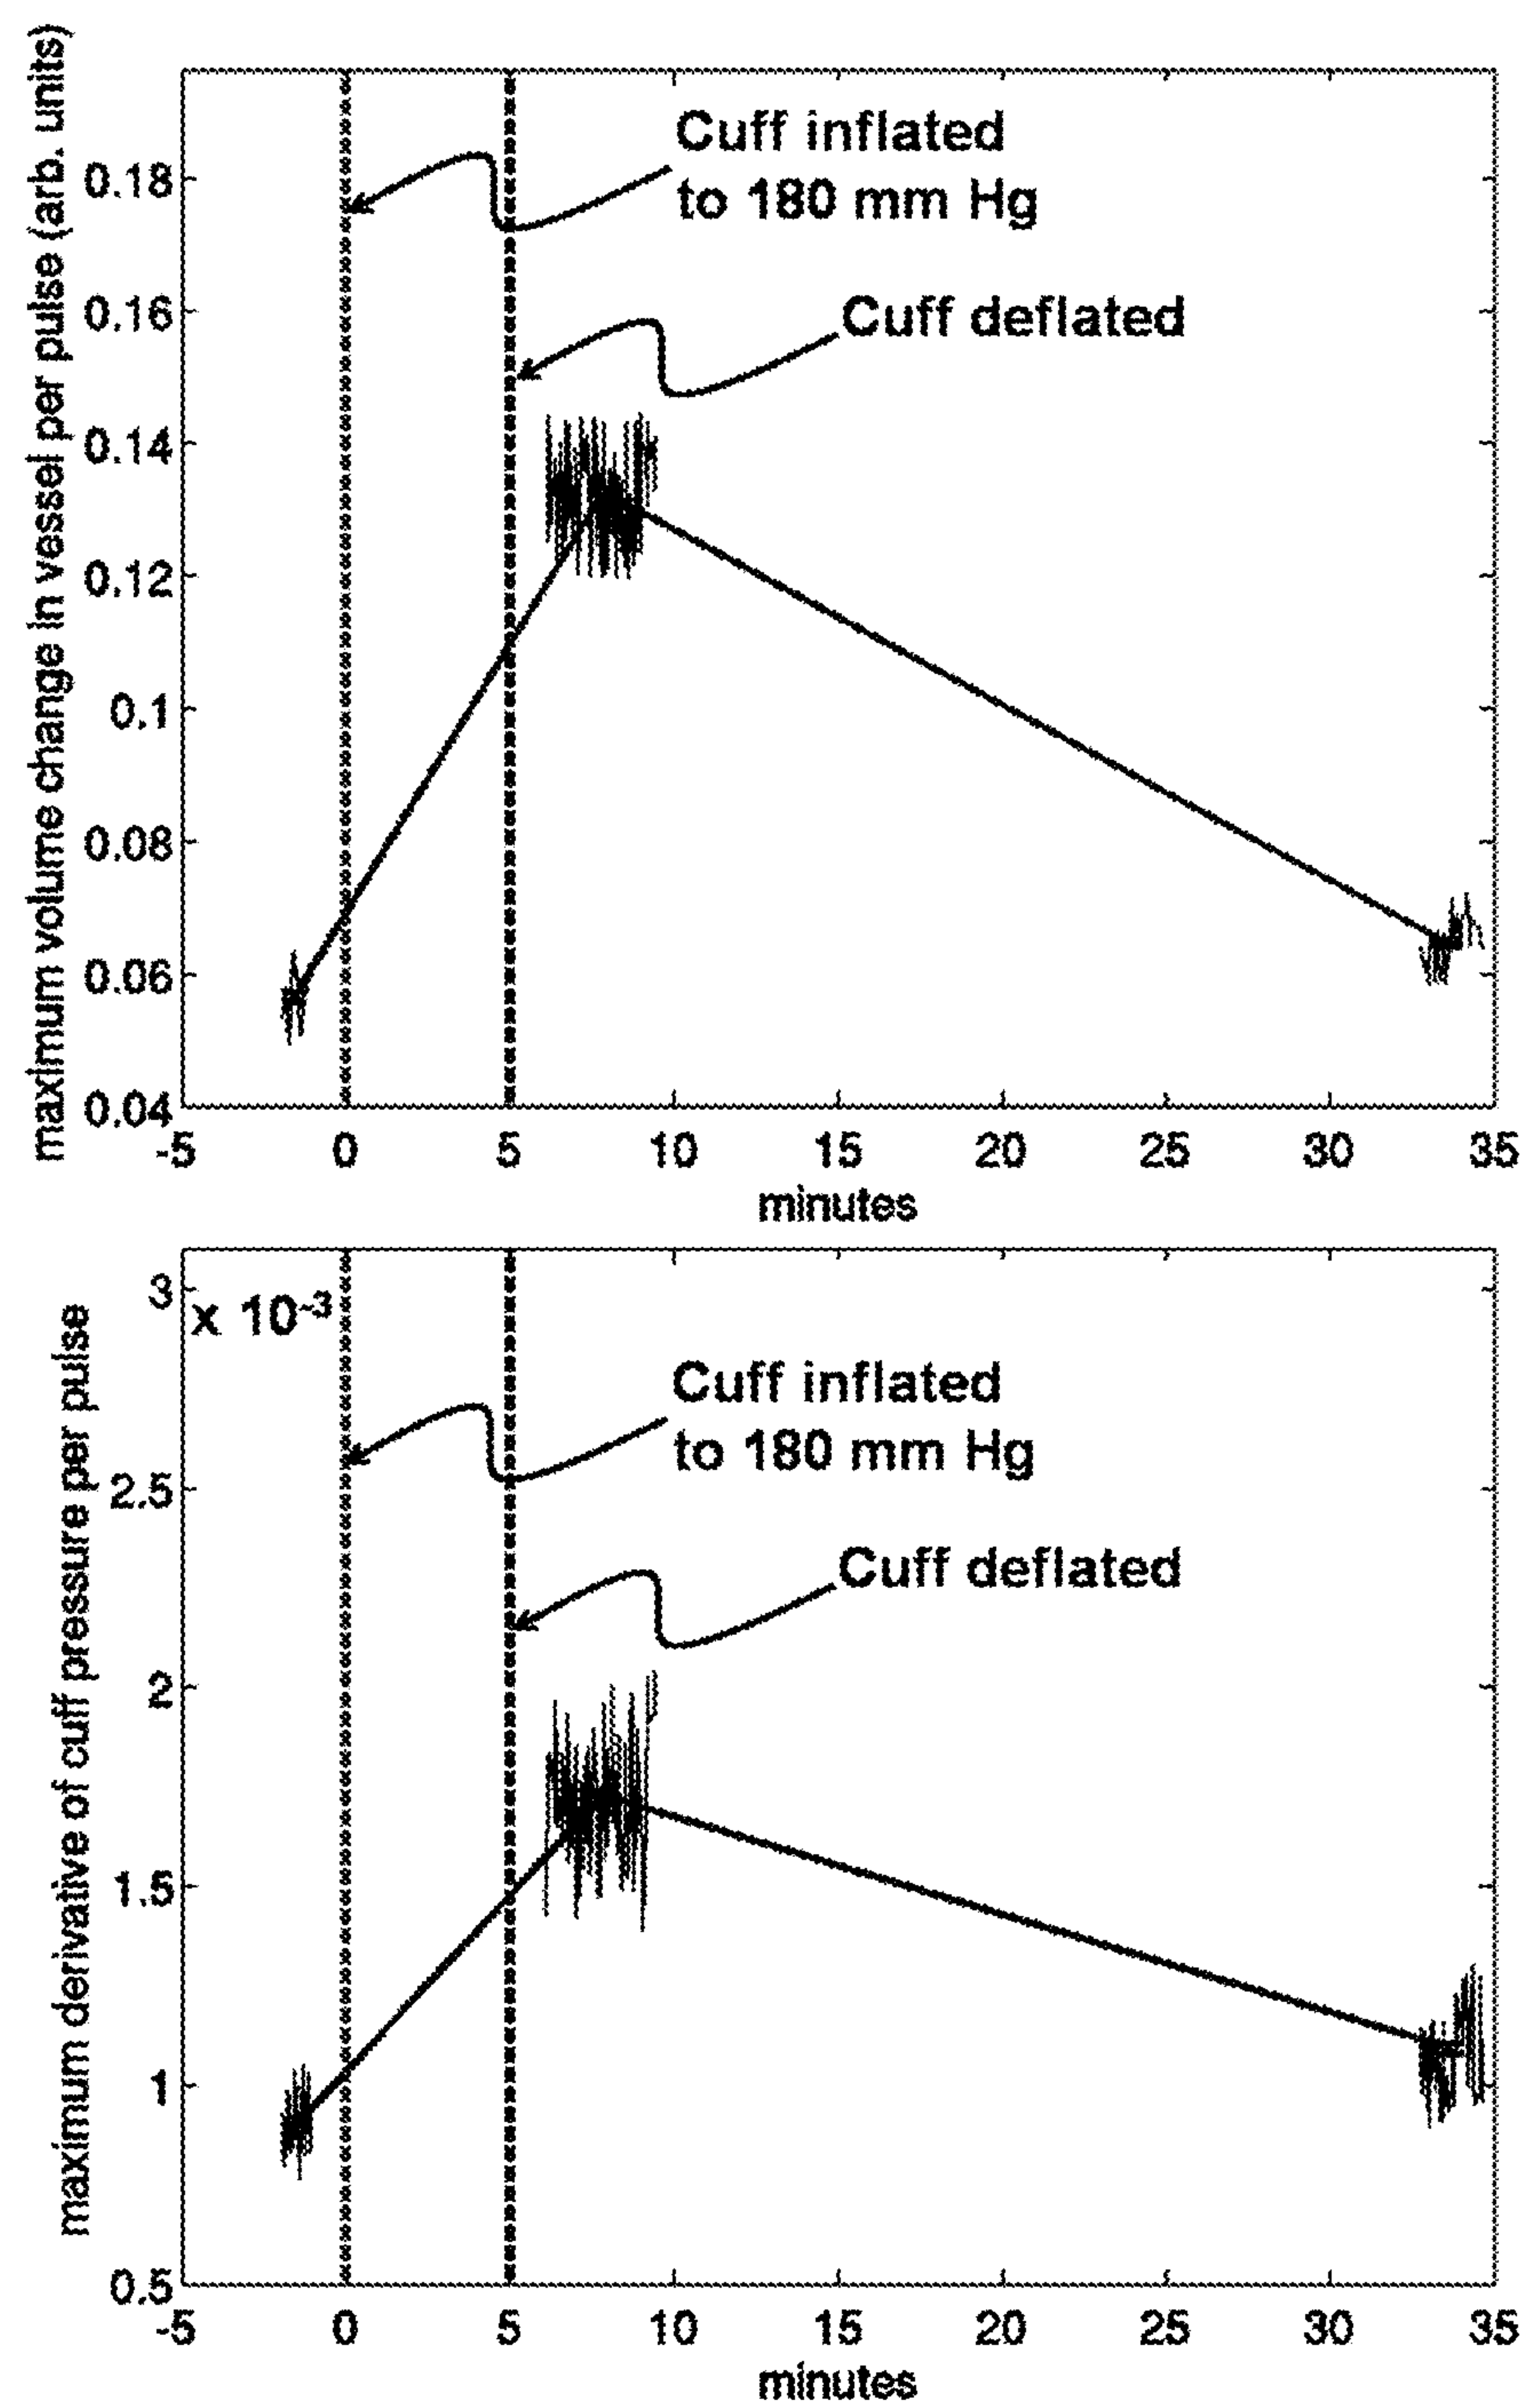 maximum volume change in vessel per pulse (arb. units)
0.18
0.16
0.14
0.12
0.1
0.08
0.06
0.04
Cuff inflated
to 180 mm Hg
Cuff deflated
-5 0 5 10 15 20 25 30 35
minutes
maximum derivative of cuff pressure per pulse
3
x 10-3
2.5
2
1.5
1
0.5
Cuff inflated
to 180 mm Hg
Cuff deflated
-5 0 5 10 15 20 25 30 35
minutes